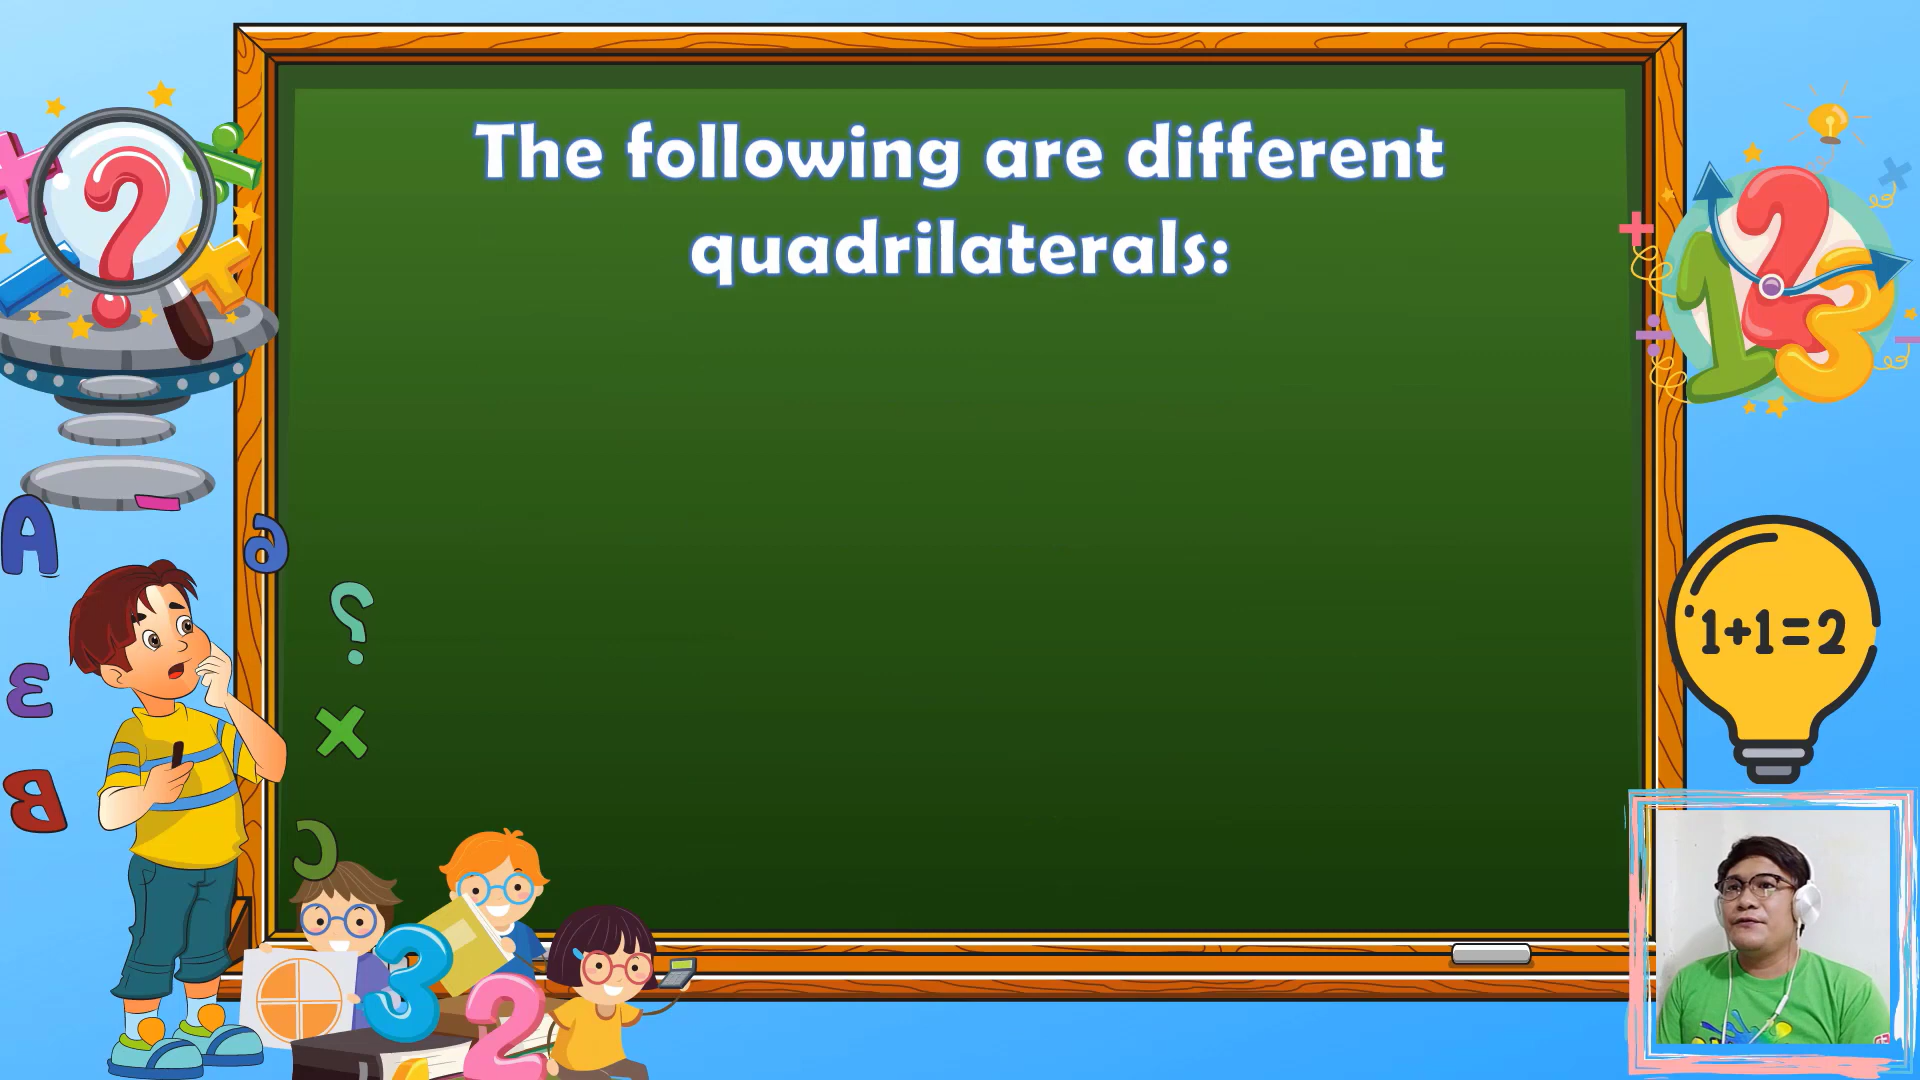 The following are different
quadrilaterals:
1+1=2